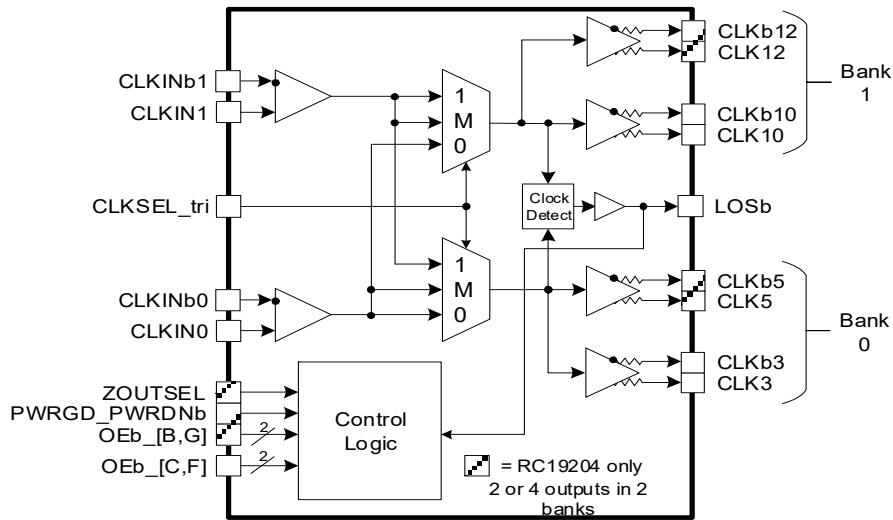 CLKb12
CLK12
Bank
1
CLKINb1
CLKIN1
1
M
0
CLKb10
CLK10
CLKSEL_tri
Clock
Detect
LOSb
1
M
0
CLKb5
CLK5
Bank
0
CLKINb0
CLKIN0
CLKb3
CLK3
ZOUTSEL
PWRGD_PWRDNb
OEb_[B,G]
2
OEb_[C,F]
2
Control
Logic
= RC19204 only
2 or 4 outputs in 2
banks